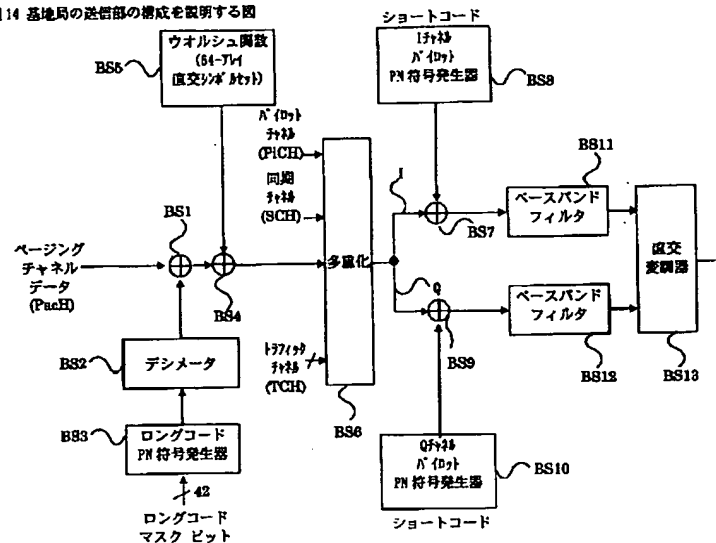 14 基地局の送信部の構成を説明する図
ショートコード
BS5
ウオルシュ関数
(64-アレイ
直交シンボルセット)
Iチャネル
パイロット
PN 符号発生器
BS8
パイロット
チャネル
(PiCH)
同期
チャネル
(SCH)
BS11
I
BS1
BS7
ベースバンド
フィルタ
ページング
チャネル
データ
(PacH)
多重化
直交
変調器
BS4
Q
ベースバンド
フィルタ
BS2
デシメータ
トラフィック
チャネル
(TCH)
BS9
BS12
BS13
BS6
BS3
ロングコード
PN 符号発生器
Qチャネル
パイロット
PN 符号発生器
BS10
42
ロングコード
マスク ビット
ショートコード